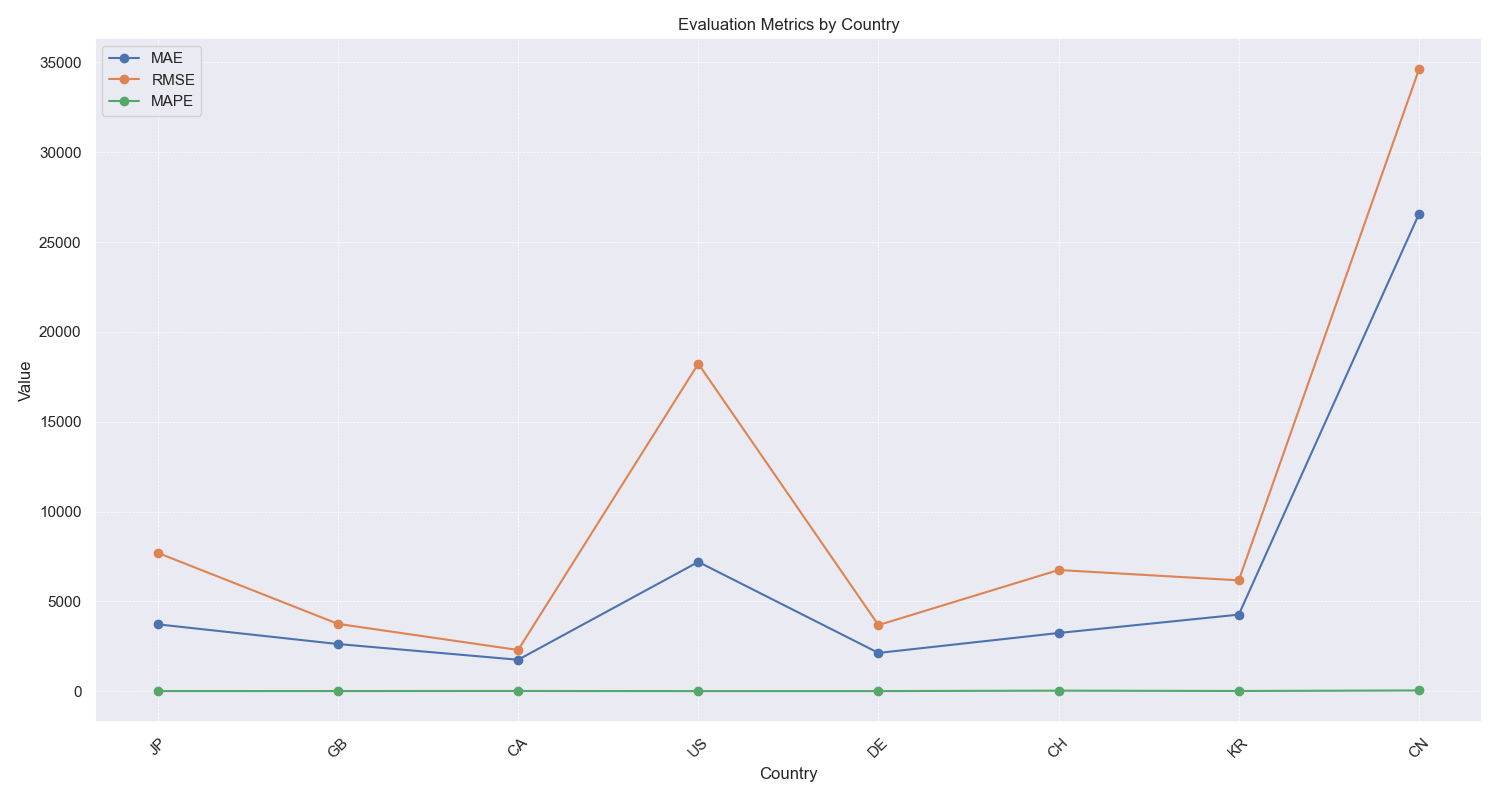 Evaluation Metrics by Country
MAE
RMSE
MAPE
35000
30000
25000
20000
15000
10000
5000
0
Value
JP
GB
CA
US
DE
CH
KR
CN
Country